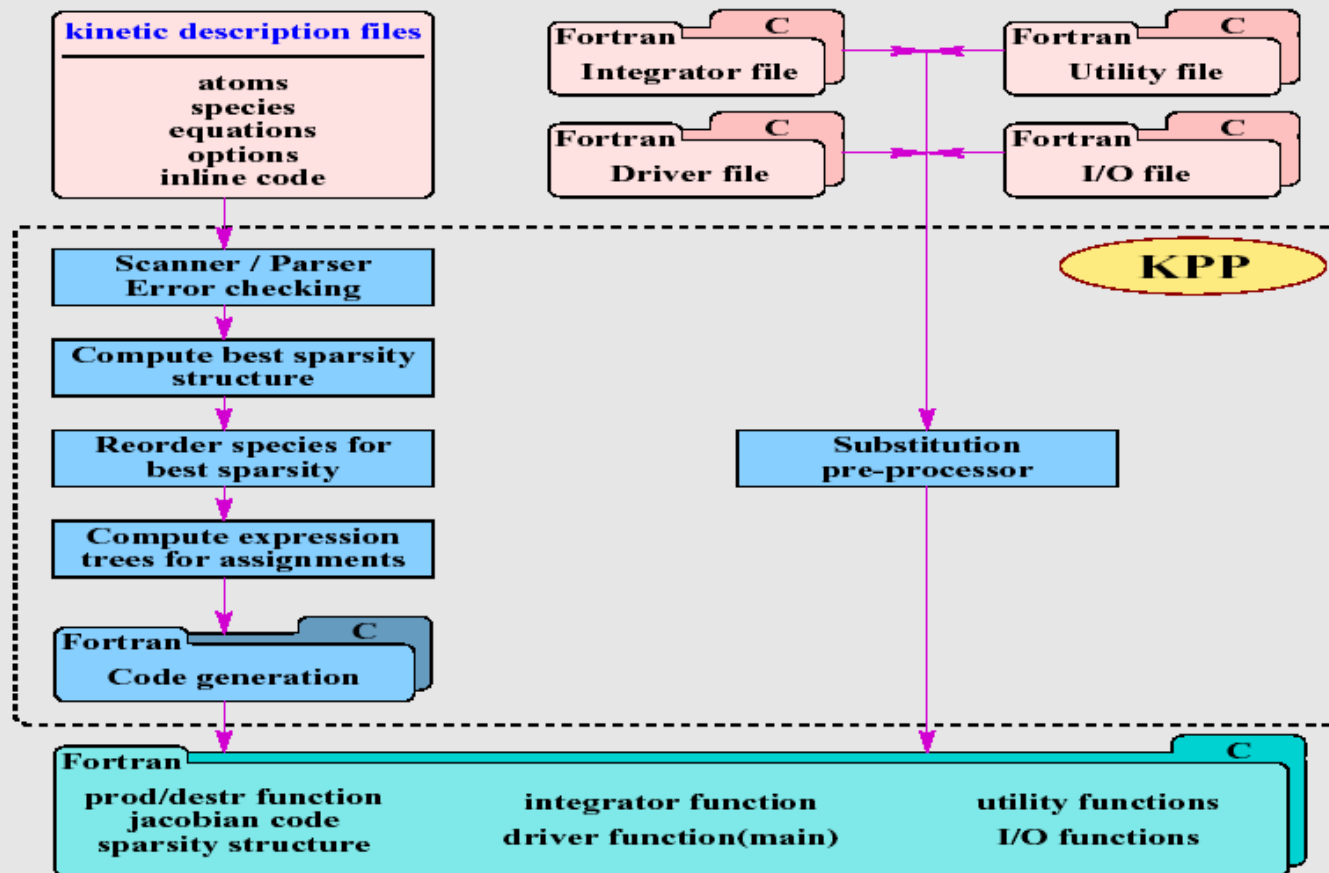 kinetic description files
atoms
species
equations
options
inline code
Fortran
C
Integrator file
Fortran
C
Utility file
Fortran
C
Driver file
Fortran
C
I/O file
KPP
Scanner / Parser
Error checking
Compute best sparsity
structure
Reorder species for
best sparsity
Compute expression
trees for assignments
Fortran
C
Code generation
Substitution
pre-processor
Fortran
C
prod/destr function
jacobian code
sparsity structure
integrator function
driver function(main)
utility functions
I/O functions